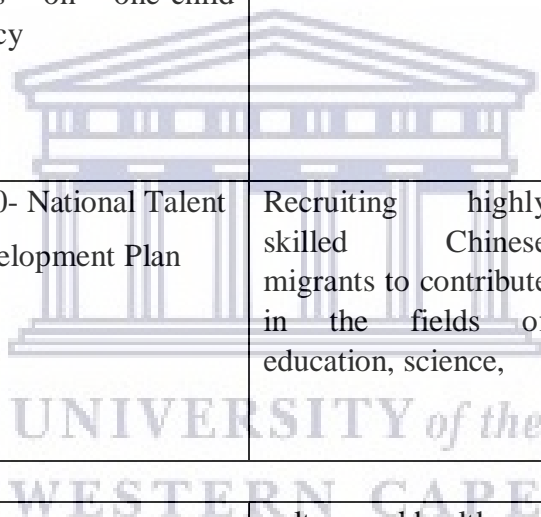 on one-child
cy
0- National Talent
elopment Plan
Recruiting highly
skilled Chinese
migrants to contribute
in the fields of
education, science,
UNIVERSITY of the
WESTERN CAPE